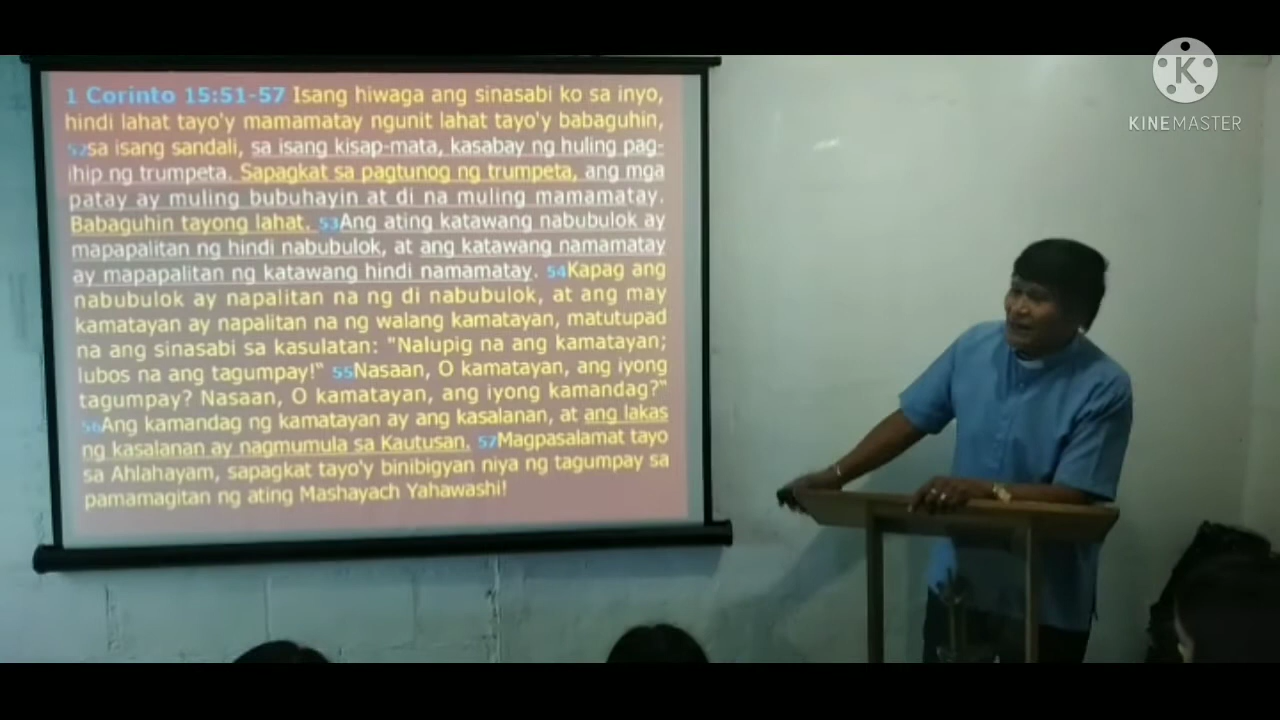 1 Corinto 15:51-57 Isang hiwaga ang sinasabi ko sa inyo,
hindi lahat tayo'y mamamatay ngunit lahat tayo'y babaguhin,
52sa isang sandali, sa isang kisap-mata, kasabay ng huling pag-
ihip ng trumpeta. Sapagkat sa pagtunog ng trumpeta, ang mga
patay ay muling bubuhayin at di na muling mamamatay.
Babaguhin tayong lahat. 53Ang ating katawang nabubulok ay
mapapalitan ng hindi nabubulok, at ang katawang namamatay
ay mapapalitan ng katawang hindi namamatay. 54Kapag ang
nabubulok ay napalitan na ng di nabubulok, at ang may
kamatayan ay napalitan na ng walang kamatayan, matutupad
na ang sinasabi sa kasulatan: "Nalupig na ang kamatayan;
lubos na ang tagumpay!" 55Nasaan, O kamatayan, ang iyong
tagumpay? Nasaan, O kamatayan, ang iyong kamandag?"
56Ang kamandag ng kamatayan ay ang kasalanan, at ang lakas
ng kasalanan ay nagmumula sa Kautusan. 57Magpasalamat tayo
sa Ahlahayam, sapagkat tayo'y binibigyan niya ng tagumpay sa
pamamagitan ng ating Mashayach Yahawashi!
K
KINEMASTER